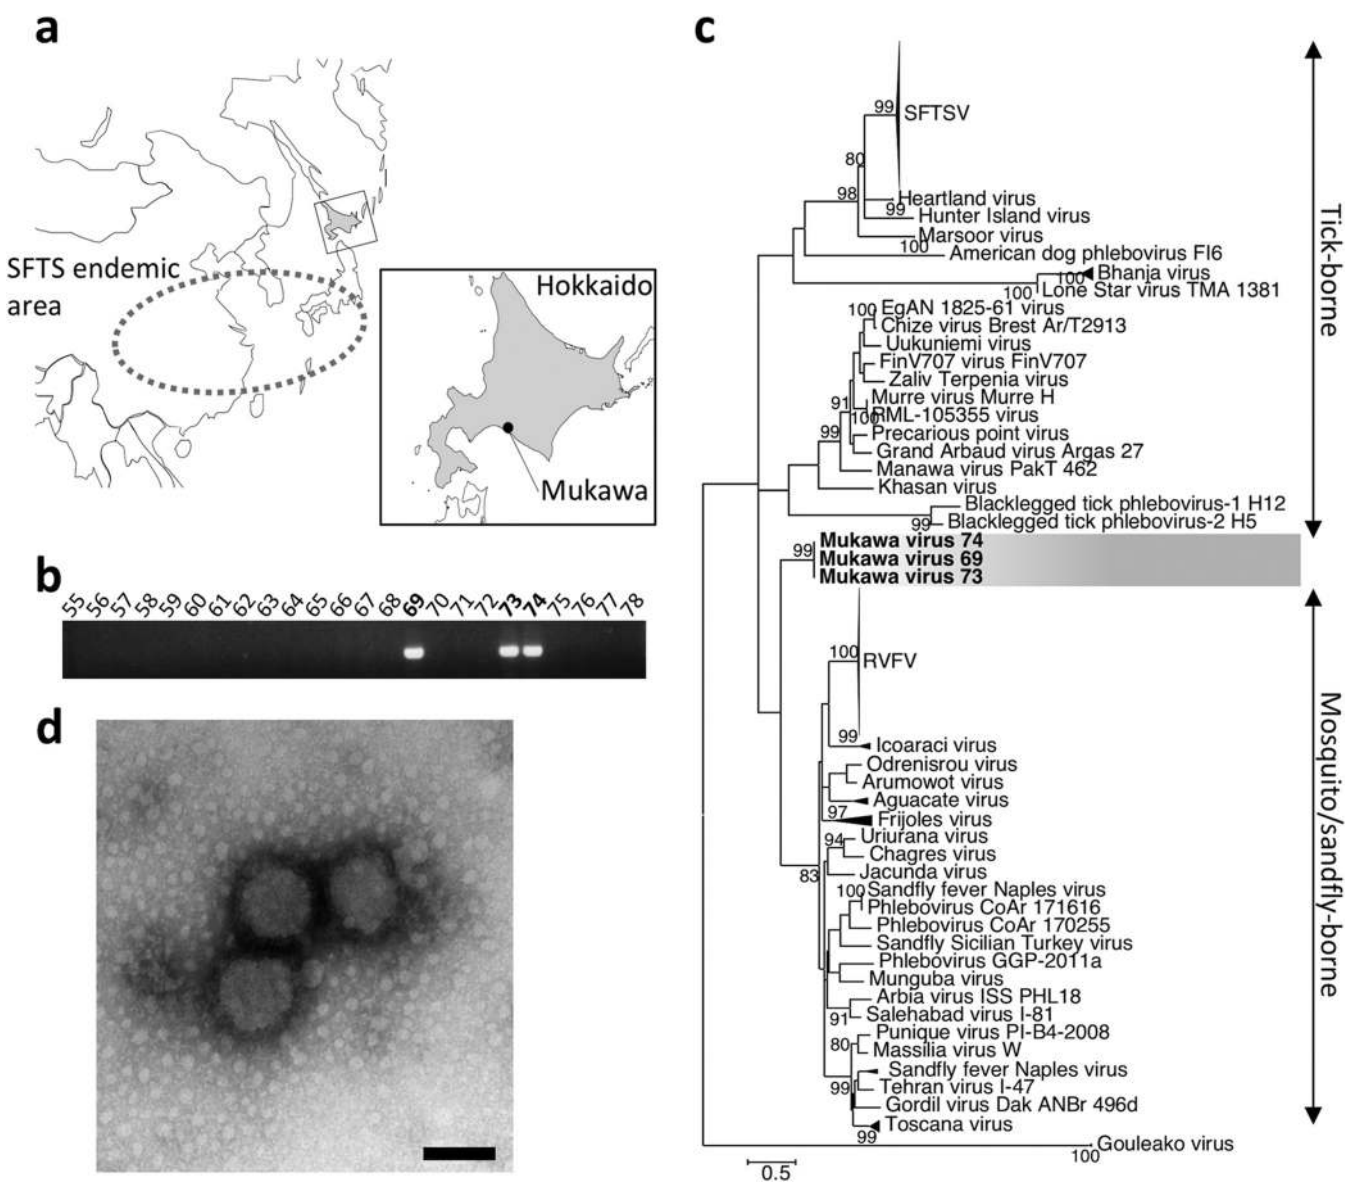 a
SFTS endemic
area
Hokkaido
Mukawa
b
55 56 57 58 59 60 61 62 63 64 65 66 67 68 69 70 71 72 73 74 75 76 77 78
d
c
99
SFTSV
80
98
Heartland virus
99
Hunter Island virus
Marsoor virus
100
American dog phlebovirus FI6
100
Bhanja virus
100
Lone Star virus TMA 1381
100
EgAN 1825-61 virus
Chize virus Brest Ar/T2913
Uukuniemi virus
FinV707 virus FinV707
Zaliv Terpenia virus
91
Murre virus Murre H
100
RML-105355 virus
99
Precarious point virus
Grand Arbaud virus Argas 27
Manawa virus PakT 462
Khasan virus
Blacklegged tick phlebovirus-1 H12
99
Blacklegged tick phlebovirus-2 H5
Mukawa virus 74
99
Mukawa virus 69
Mukawa virus 73
100
RVFV
99
Icoaraci virus
Odrenisrou virus
Arumowot virus
Aguacate virus
97
Frijoles virus
94
Uriurana virus
Chagres virus
83
Jacunda virus
100
Sandfly fever Naples virus
Phlebovirus CoAr 171616
Phlebovirus CoAr 170255
Sandfly Sicilian Turkey virus
Phlebovirus GGP-2011a
Munguba virus
Arbia virus ISS PHL18
91
Salehabad virus I-81
80
Punique virus PI-B4-2008
Massilia virus W
Sandfly fever Naples virus
99
Tehran virus I-47
Gordil virus Dak ANBr 496d
Toscana virus
99
Gouleako virus
100
0.5
Tick-borne
Mosquito/sandfly-borne